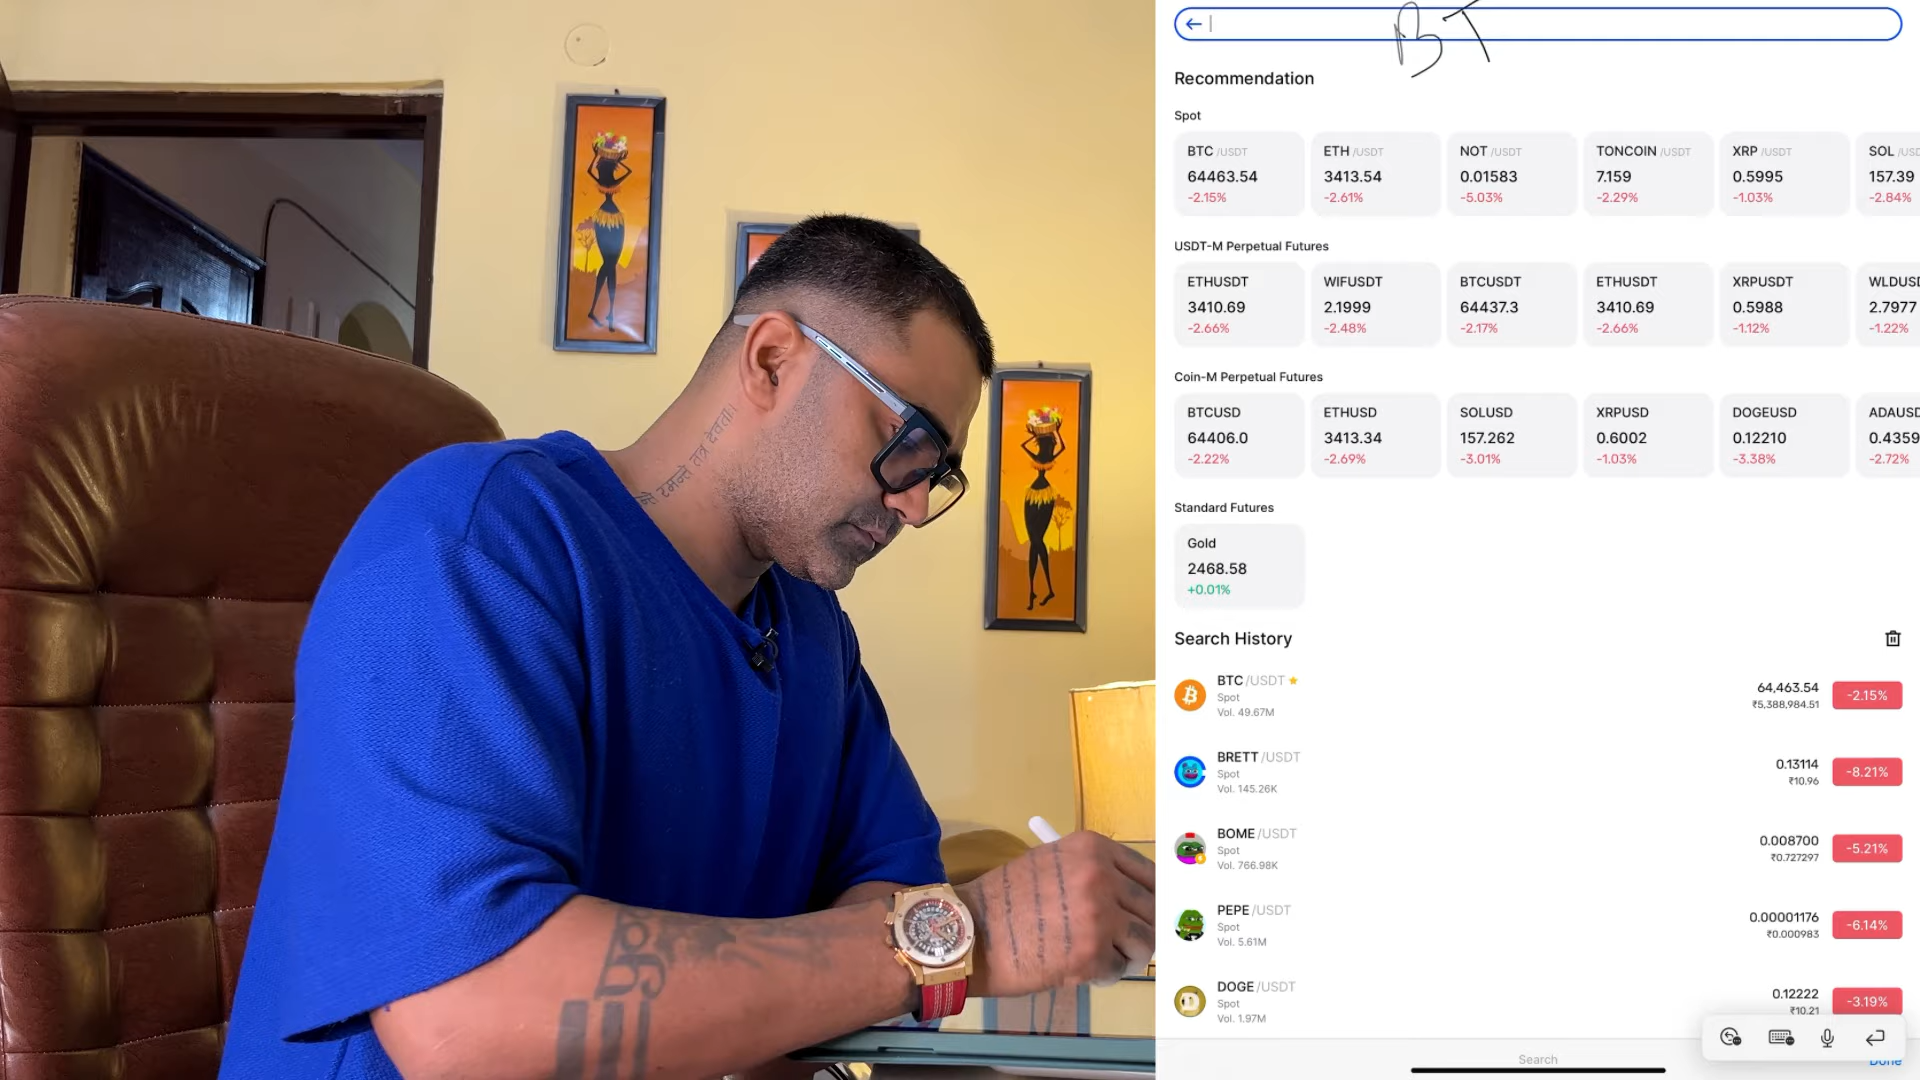 न्ते रमन्ते तत्र देवताः
BT
Recommendation
Spot
BTC /USDT
64463.54
-2.15%
ETH /USDT
3413.54
-2.61%
NOT /USDT
0.01583
-5.03%
TONCOIN /USDT
7.159
-2.29%
XRP /USDT
0.5995
-1.03%
SOL /USD
157.39
-2.84%
USDT-M Perpetual Futures
ETHUSDT
3410.69
-2.66%
WIFUSDT
2.1999
-2.48%
BTCUSDT
64437.3
-2.17%
ETHUSDT
3410.69
-2.66%
XRPUSDT
0.5988
-1.12%
WLDUSD
2.7977
-1.22%
Coin-M Perpetual Futures
BTCUSD
64406.0
-2.22%
ETHUSD
3413.34
-2.69%
SOLUSD
157.262
-3.01%
XRPUSD
0.6002
-1.03%
DOGEUSD
0.12210
-3.38%
ADAUSD
0.4359
-2.72%
Standard Futures
Gold
2468.58
+0.01%
Search History
BTC /USDT
Spot
Vol. 49.67M
64,463.54
₹5,388,984.51
-2.15%
BRETT /USDT
Spot
Vol. 145.26K
0.13114
₹10.96
-8.21%
BOME /USDT
Spot
Vol. 766.98K
0.008700
₹0.727297
-5.21%
PEPE /USDT
Spot
Vol. 5.61M
0.00001176
₹0.000983
-6.14%
DOGE /USDT
Spot
Vol. 1.97M
0.12222
₹10.21
-3.19%
Search
Done